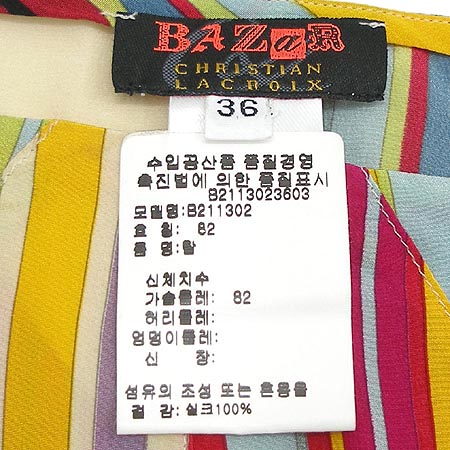 BAZaR
CHRISTIAN
LACROIX
36
수입공산품 품질경영
촉진법에 의한 품질표시
B2113023603
모델명:B211302
호 칭: 82
품 명:탑
신체치수
가슴둘레: 82
허리둘레:
엉덩이둘레:
신 장:
섬유의 조성 또는 혼용율
겉 감:실크100%